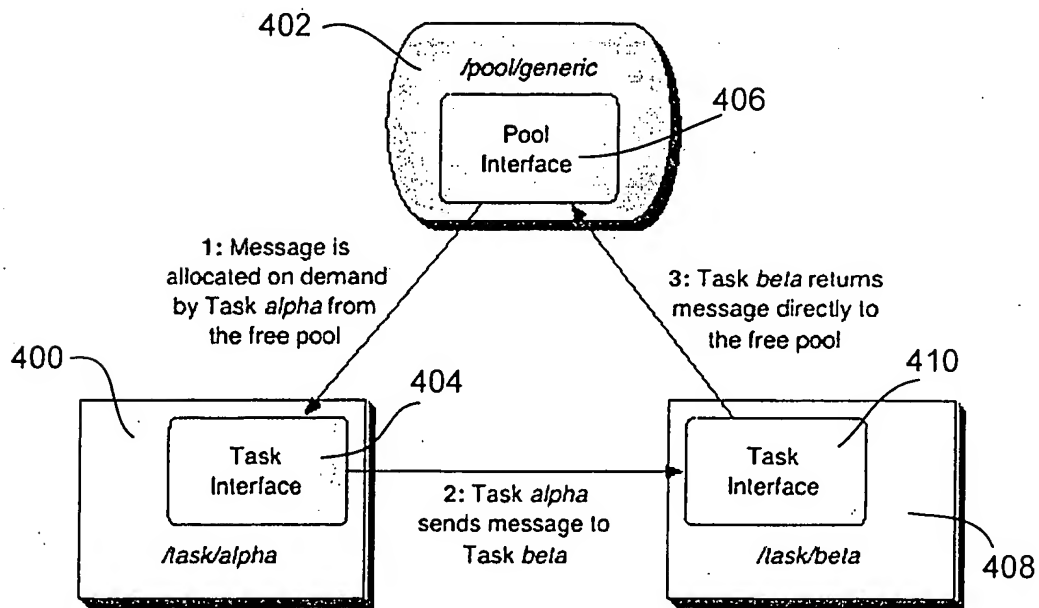 402
/pool/generic
406
Pool
Interface
1: Message is
allocated on demand
by Task alpha from
the free pool
3: Task beta returns
message directly to
the free pool
400
404
410
Task
Interface
Task
Interface
2: Task alpha
sends message to
Task beta
/task/alpha
/task/beta
408